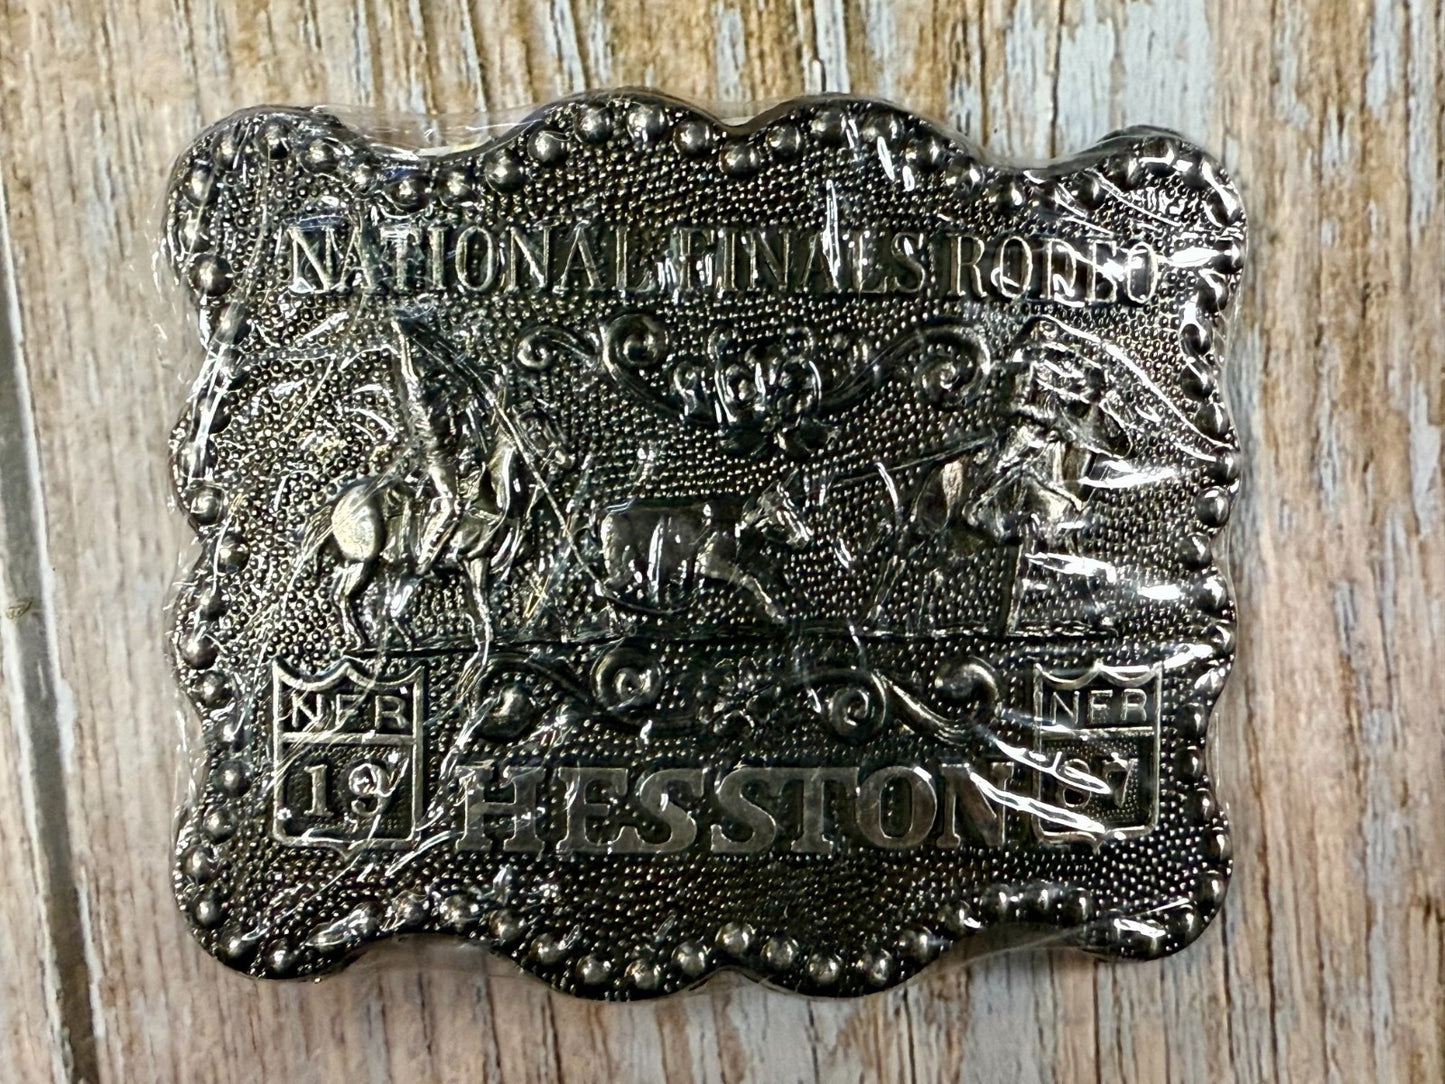 NATIONAL FINALS RODEO
NFR
19
HESSTON
NFR
87